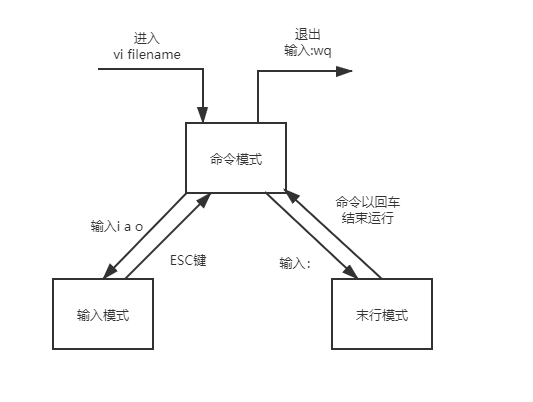 进入
vi filename
退出
输入:wq
命令模式
命令以回车
结束运行
输入i a o
ESC键
输入：
输入模式
末行模式